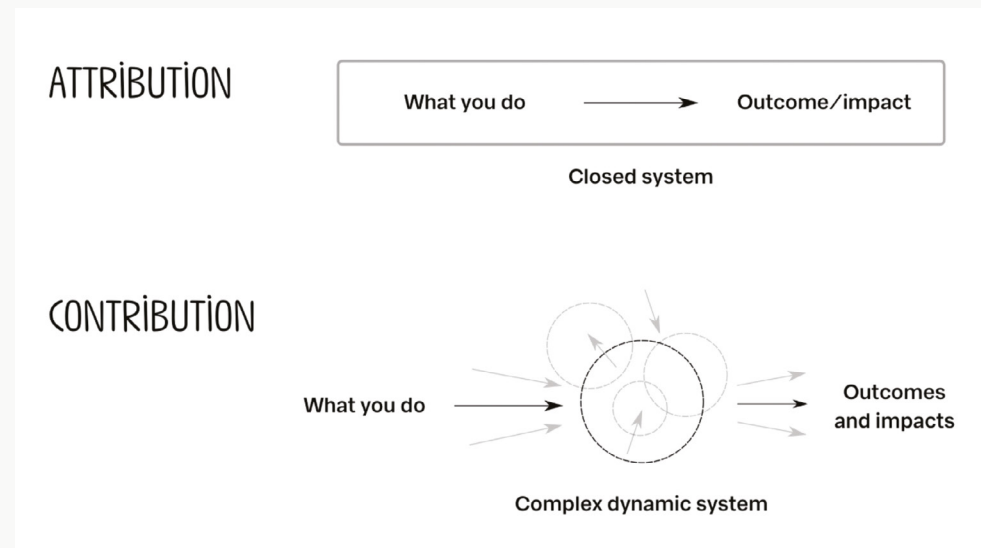 ATTRIBUTION
What you do
Outcome/impact
Closed system
CONTRIBUTION
What you do
Outcomes
and impacts
Complex dynamic system